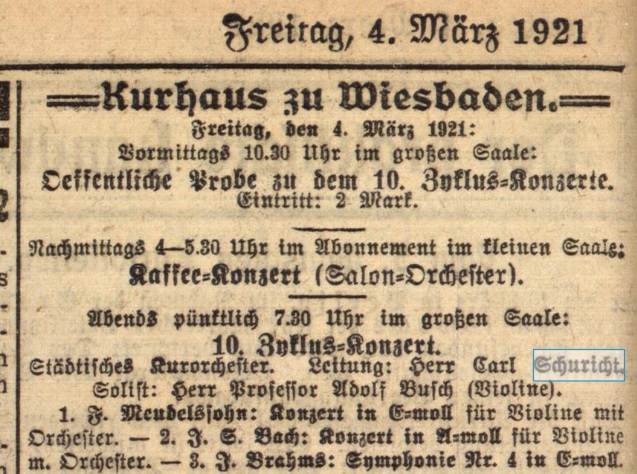 Freitag, 4. März 1921
Kurhaus zu Wiesbaden.
Freitag, den 4. März 1921:
Vormittags 10.30 Uhr im großen Saale:
Oeffentliche Probe zu dem 10. Zyklus-Konzerte.
Eintritt: 2 Mark.
Nachmittags 4—5.30 Uhr im Abonnement im kleinen Saale:
Kaffee-Konzert (Salon-Orchester).
Abends pünktlich 7.30 Uhr im großen Saale:
10. Zyklus-Konzert.
Städtisches Kurorchester. Leitung: Herr Carl Schuricht.
Solist: Herr Professor Adolf Busch (Violine).
1. F. Mendelssohn: Konzert in E-moll für Violine mit
Orchester. — 2. J. S. Bach: Konzert in A-moll für Violine
m. Orchester. — 3. J. Brahms: Symphonie Nr. 4 in E-moll.